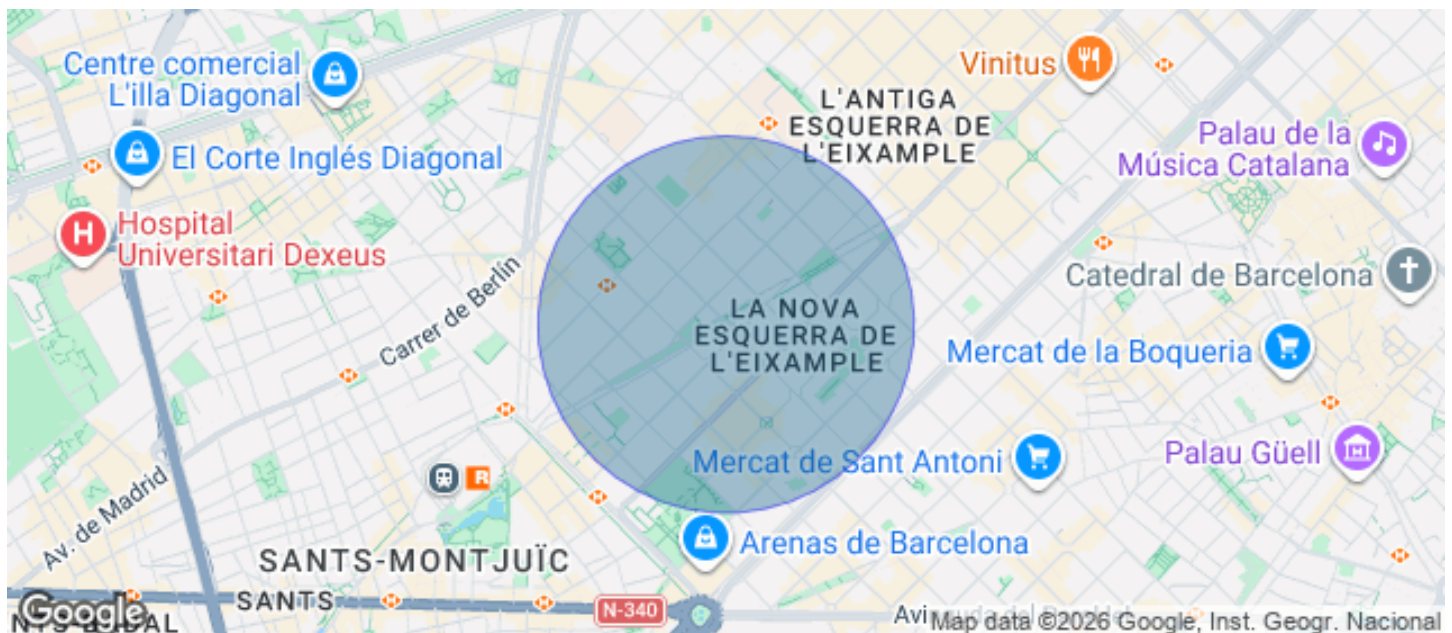 Centre comercial
L'illa Diagonal
El Corte Inglés Diagonal
Hospital
Universitari Dexeus
Vinitus
L'ANTIGA
ESQUERRA DE
L'EIXAMPLE
Palau de la
Música Catalana
Catedral de Barcelona
Carrer de Berlín
LA NOVA
ESQUERRA DE
L'EIXAMPLE
Mercat de la Boqueria
Mercat de Sant Antoni
Palau Güell
Av. de Madrid
R
Arenas de Barcelona
SANTS-MONTJUÏC
SANTS
N-340
Google
Map data ©2026 Google, Inst. Geogr. Nacional